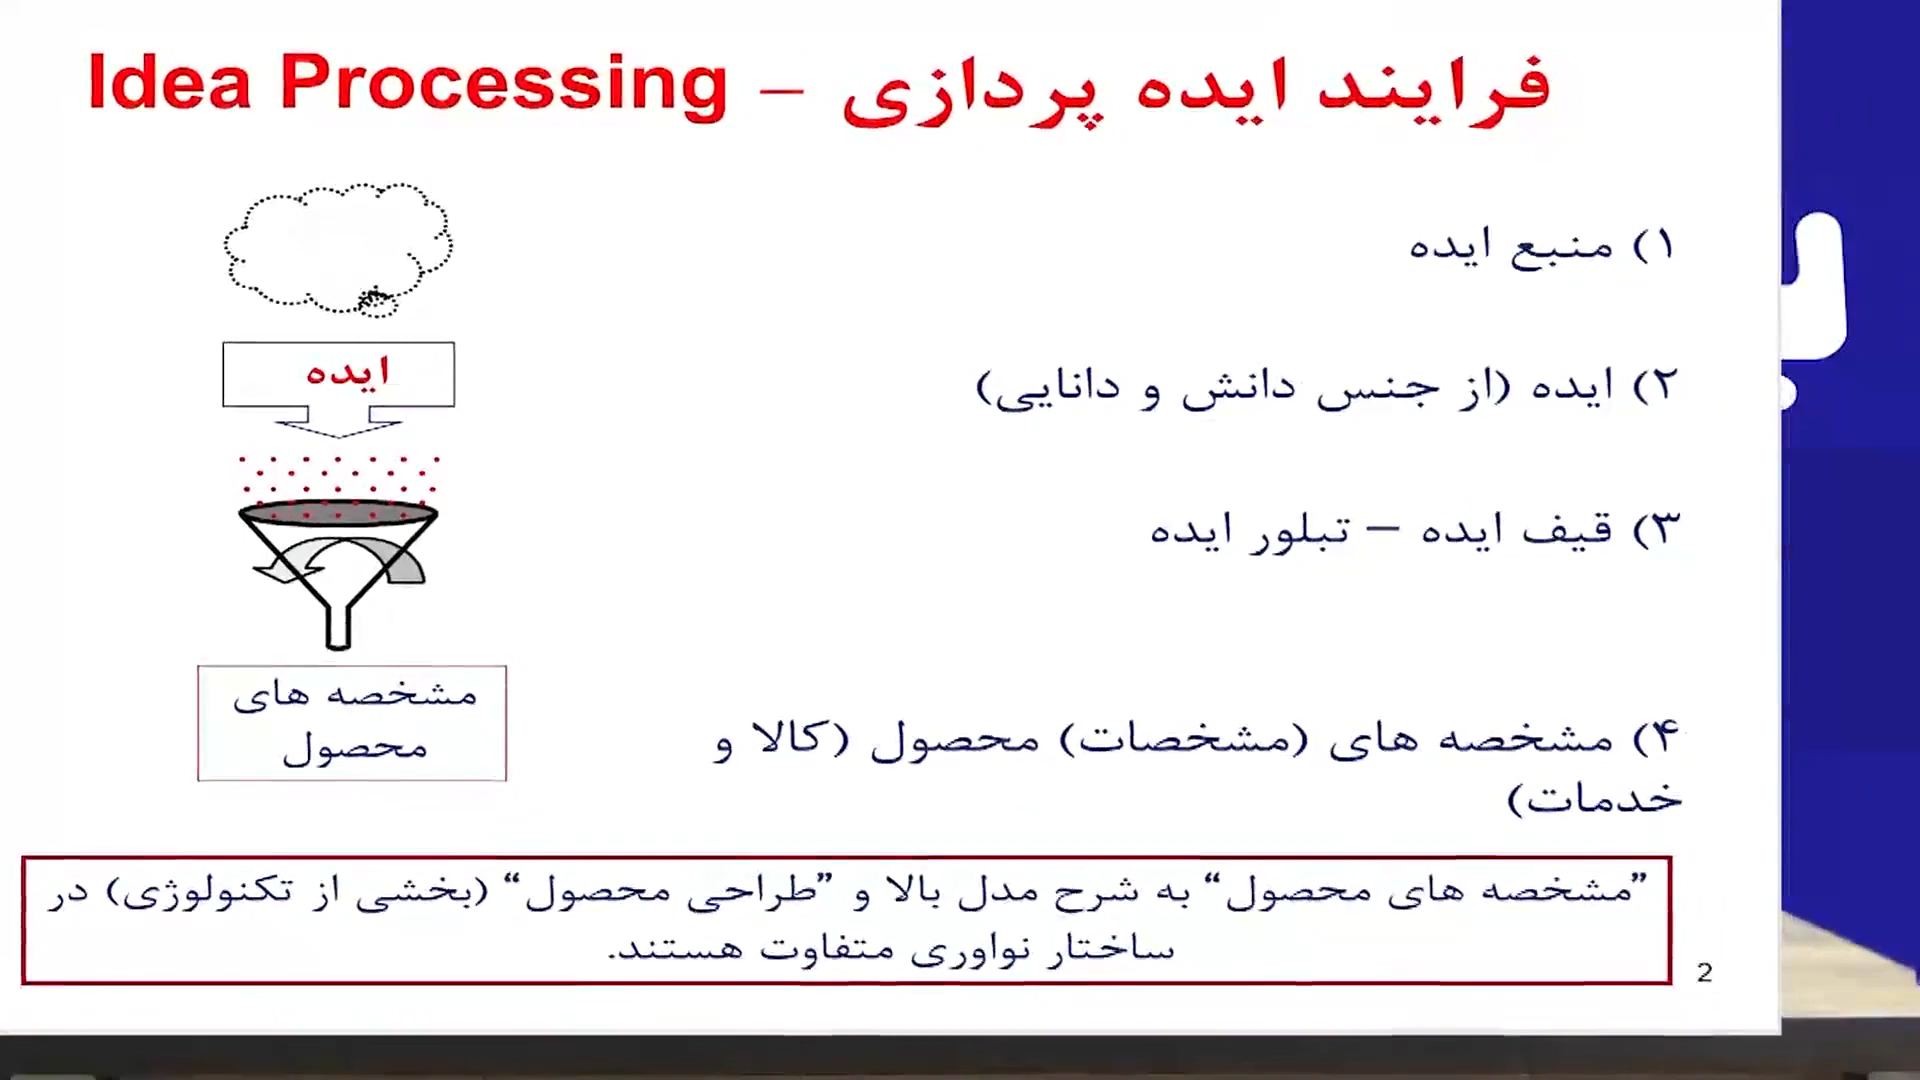 فرایند ایده پردازی – Idea Processing
۱) منبع ایده
ایده
۲) ایده (از جنس دانش و دانایی)
۳) قیف ایده – تبلور ایده
مشخصه های
محصول
۴) مشخصه های (مشخصات) محصول (کالا و
خدمات)
”مشخصه های محصول“ به شرح مدل بالا و ”طراحی محصول“ (بخشی از تکنولوژی) در
ساختار نواوری متفاوت هستند.
2